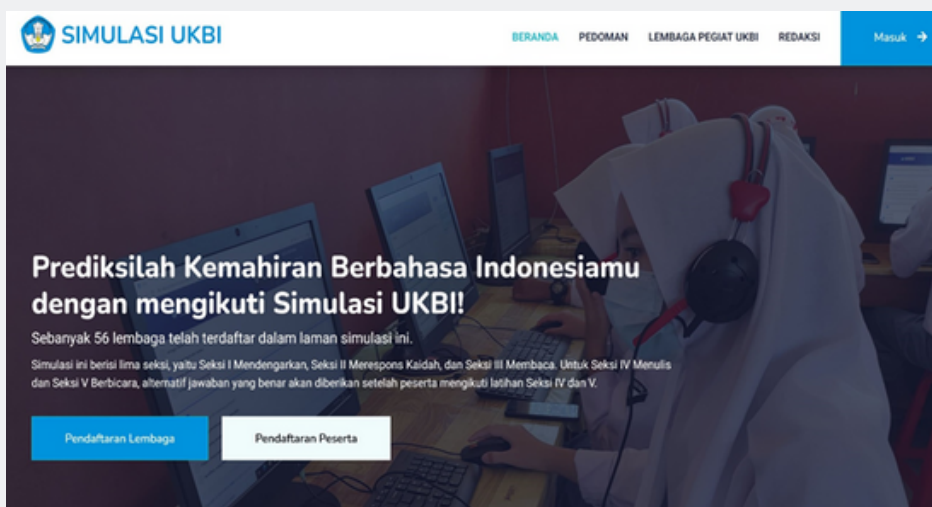 SIMULASI UKBI
BERANDA
PEDOMAN
LEMBAGA PEGIAT UKBI
REDAKSI
Masuk →
Prediksilah Kemahiran Berbahasa Indonesiamu
dengan mengikuti Simulasi UKBI!
Sebanyak 56 lembaga telah terdaftar dalam laman simulasi ini.
Simulasi ini berisi lima seksi, yaitu Seksi I Mendengarkan, Seksi II Merespons Kaidah, dan Seksi III Membaca. Untuk Seksi IV Menulis
dan Seksi V Berbicara, alternatif jawaban yang benar akan diberikan setelah peserta mengikuti latihan Seksi IV dan V.
Pendaftaran Lembaga
Pendaftaran Peserta